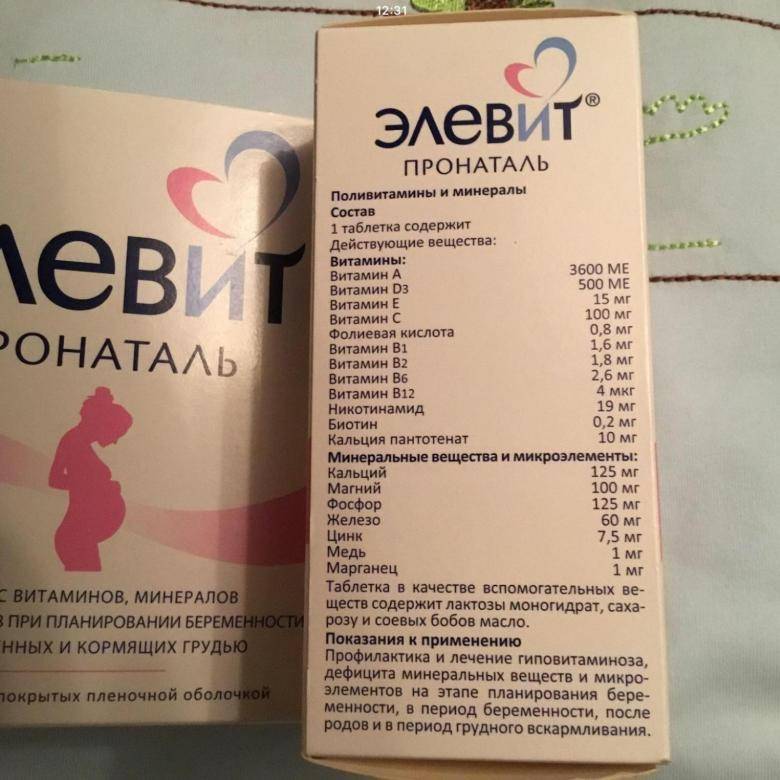 12:31
ЭЛЕВИТ®
ПРОНАТАЛЬ
Поливитамины и минералы
Состав
1 таблетка содержит
Действующие вещества:
Витамины:
Витамин А 3600 МЕ
Витамин D3 500 МЕ
Витамин Е 15 мг
Витамин С 100 мг
Фолиевая кислота 0,8 мг
Витамин В1 1,6 мг
Витамин В2 1,8 мг
Витамин В6 2,6 мг
Витамин В12 4 мкг
Никотинамид 19 мг
Биотин 0,2 мг
Кальция пантотенат 10 мг
Минеральные вещества и микроэлементы:
Кальций 125 мг
Магний 100 мг
Фосфор 125 мг
Железо 60 мг
Цинк 7,5 мг
Медь 1 мг
Марганец 1 мг
Таблетка в качестве вспомогательных ве-
ществ содержит лактозы моногидрат, саха-
розу и соевых бобов масло.
Показания к применению
Профилактика и лечение гиповитаминоза,
дефицита минеральных веществ и микро-
элементов на этапе планирования бере-
менности, в период беременности, после
родов и в период грудного вскармливания.
ЛЕВИТ
РОНАТАЛЬ
С ВИТАМИНОВ, МИНЕРАЛОВ
В ПРИ ПЛАНИРОВАНИИ БЕРЕМЕННОСТИ
ННЫХ И КОРМЯЩИХ ГРУДЬЮ
покрытых пленочной оболочкой